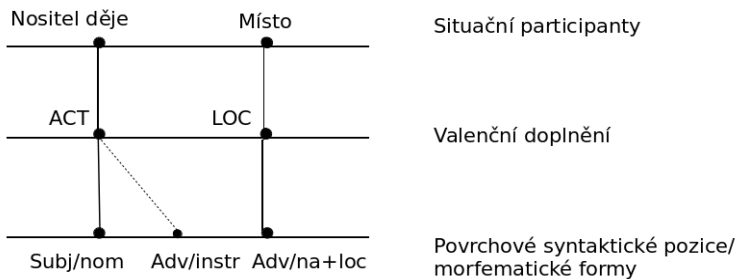 Nositel děje
Místo
Situační participanty
ACT
LOC
Valenční doplnění
Subj/nom
Adv/instr
Adv/na+loc
Povrchové syntaktické pozice/
morfematické formy